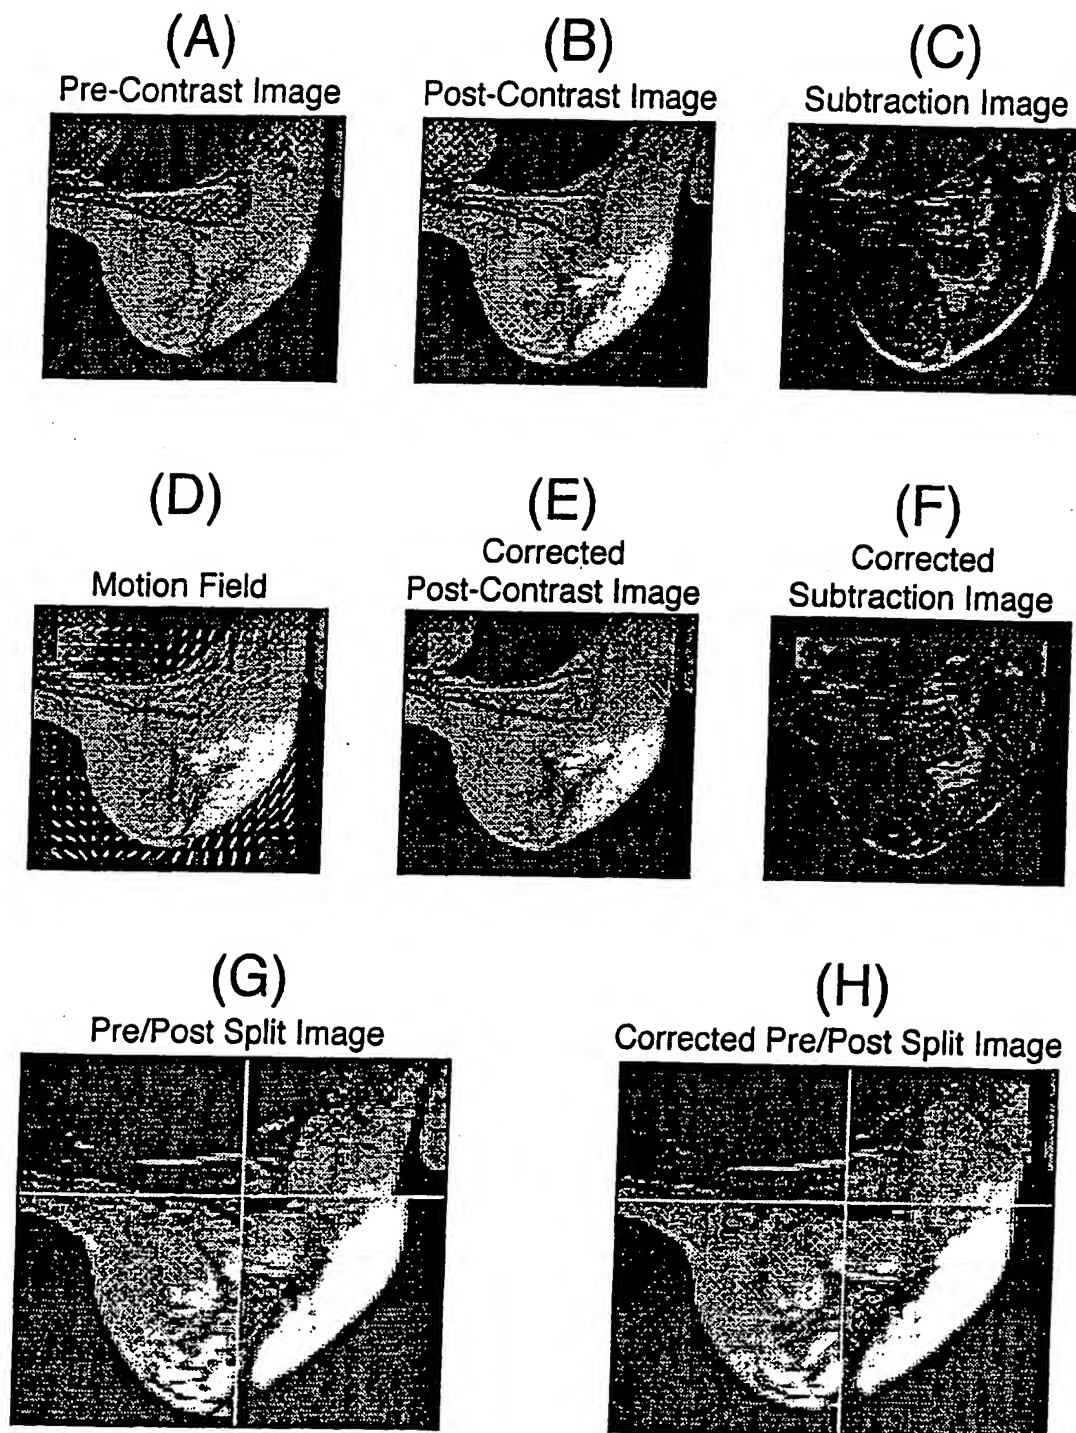 (A)
Pre-Contrast Image
(B)
Post-Contrast Image
(C)
Subtraction Image
(D)
Motion Field
(E)
Corrected
Post-Contrast Image
(F)
Corrected
Subtraction Image
(G)
Pre/Post Split Image
(H)
Corrected Pre/Post Split Image